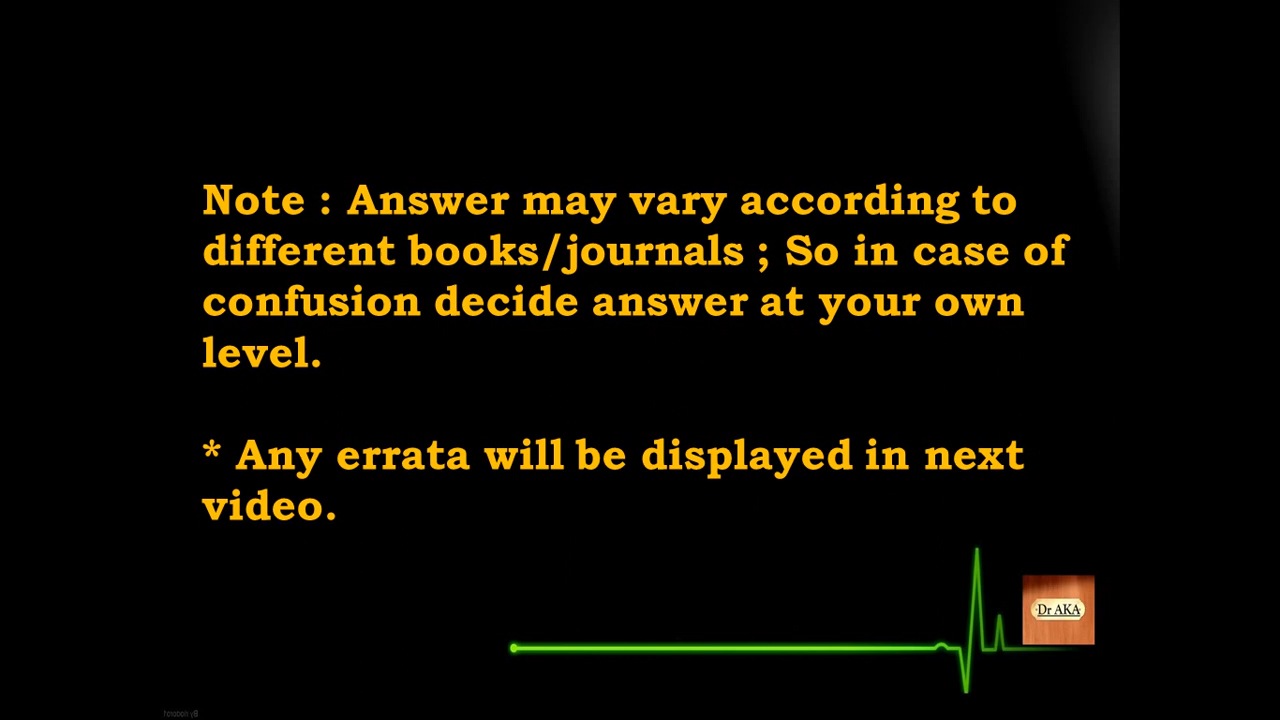 Note : Answer may vary according to
different books/journals ; So in case of
confusion decide answer at your own
level.
* Any errata will be displayed in next
video.
Dr AKA